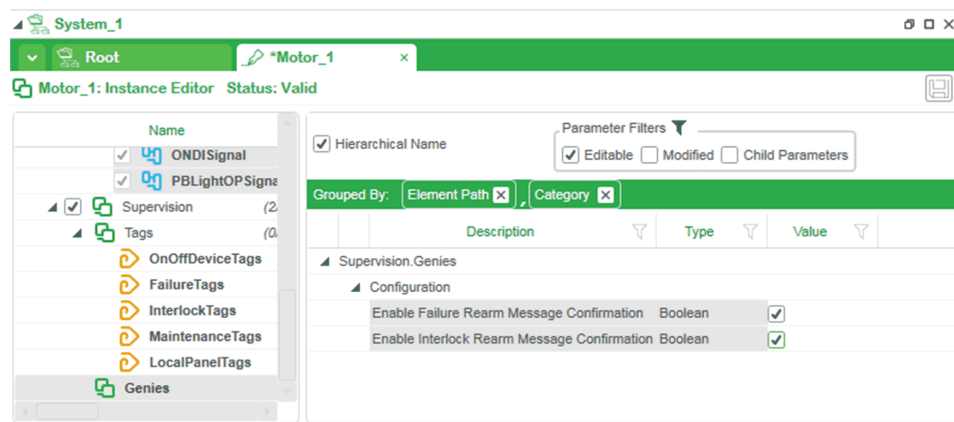 System_1
Root
*Motor_1
Motor_1: Instance Editor Status: Valid
Name
ONDISignal
PBLightOPSigna
Supervision (2
Tags (0
OnOffDeviceTags
FailureTags
InterlockTags
MaintenanceTags
LocalPanelTags
Genies
Hierarchical Name
Parameter Filters
Editable Modified Child Parameters
Grouped By: Element Path , Category
Description Type Value
Supervision.Genies
Configuration
Enable Failure Rearm Message Confirmation Boolean
Enable Interlock Rearm Message Confirmation Boolean